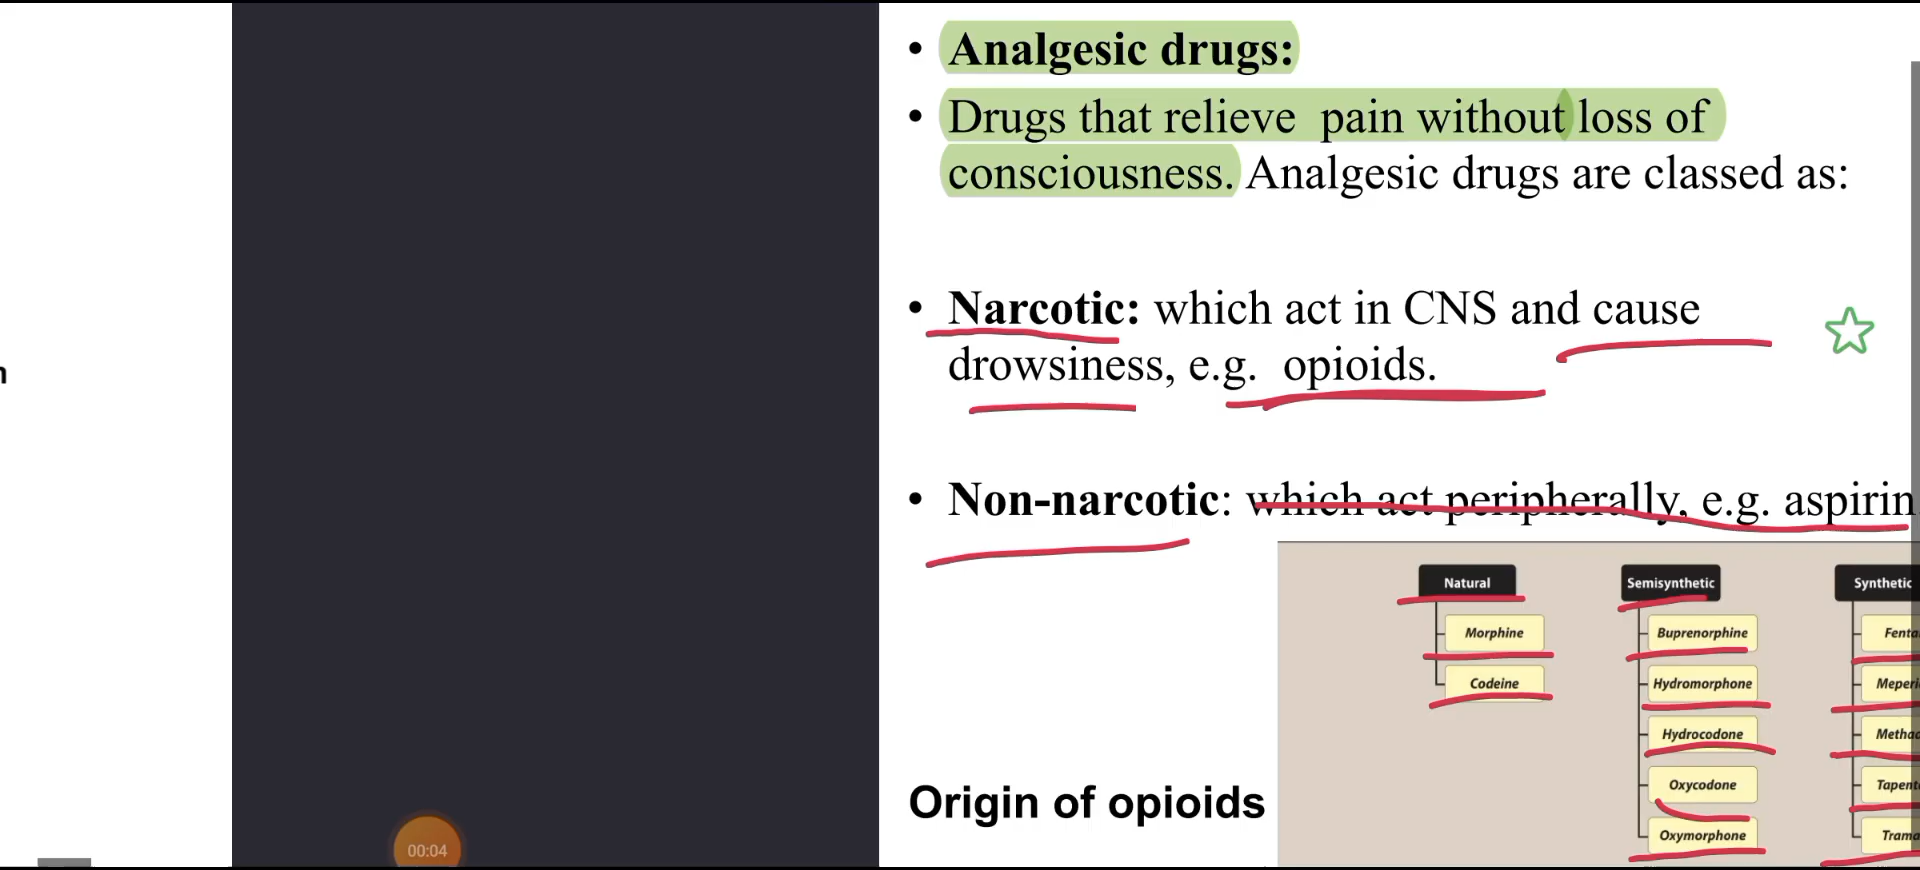 • Analgesic drugs:
• Drugs that relieve pain without loss of
consciousness. Analgesic drugs are classed as:
• Narcotic: which act in CNS and cause
drowsiness, e.g. opioids.
• Non-narcotic: which act peripherally, e.g. aspirin
Natural
Morphine
Codeine
Semisynthetic
Buprenorphine
Hydromorphone
Hydrocodone
Oxycodone
Oxymorphone
Synthetic
Origin of opioids
00:04